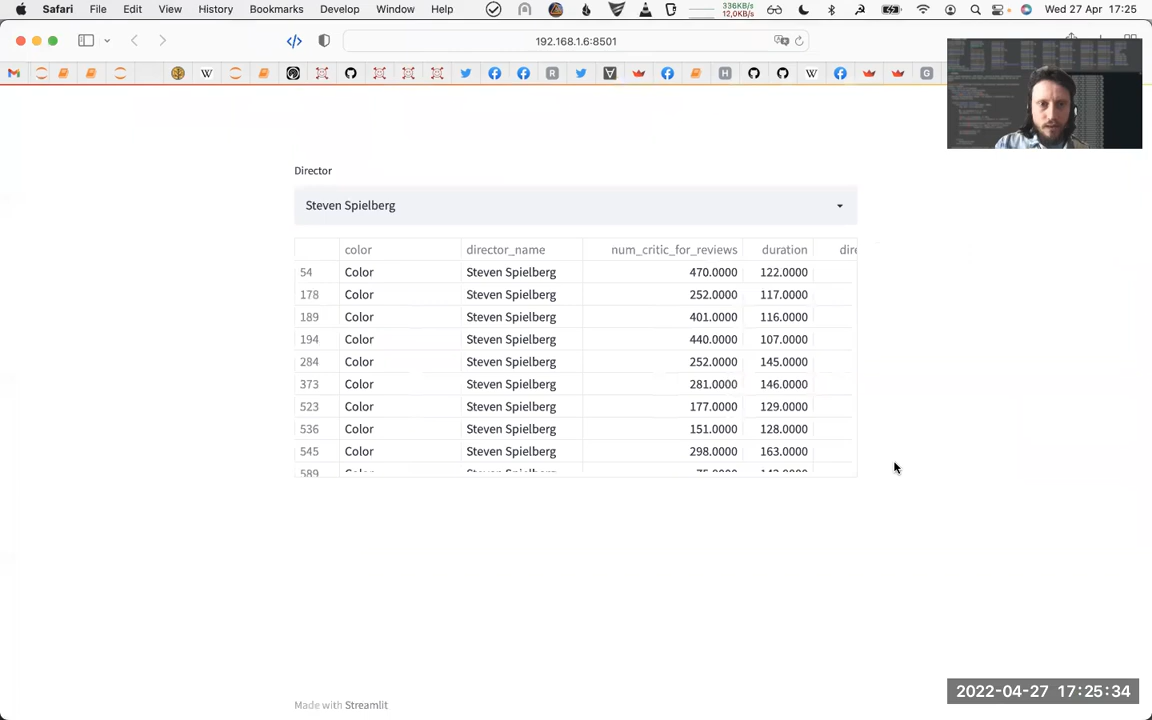 Safari File Edit View History Bookmarks Develop Window Help 336KB/s 12,0KB/s Wed 27 Apr 17:25
192.168.1.6:8501
Director
Steven Spielberg
color director_name num_critic_for_reviews duration dire
54 Color Steven Spielberg 470.0000 122.0000
178 Color Steven Spielberg 252.0000 117.0000
189 Color Steven Spielberg 401.0000 116.0000
194 Color Steven Spielberg 440.0000 107.0000
284 Color Steven Spielberg 252.0000 145.0000
373 Color Steven Spielberg 281.0000 146.0000
523 Color Steven Spielberg 177.0000 129.0000
536 Color Steven Spielberg 151.0000 128.0000
545 Color Steven Spielberg 298.0000 163.0000
589 Color Steven Spielberg
Made with Streamlit
2022-04-27 17:25:34